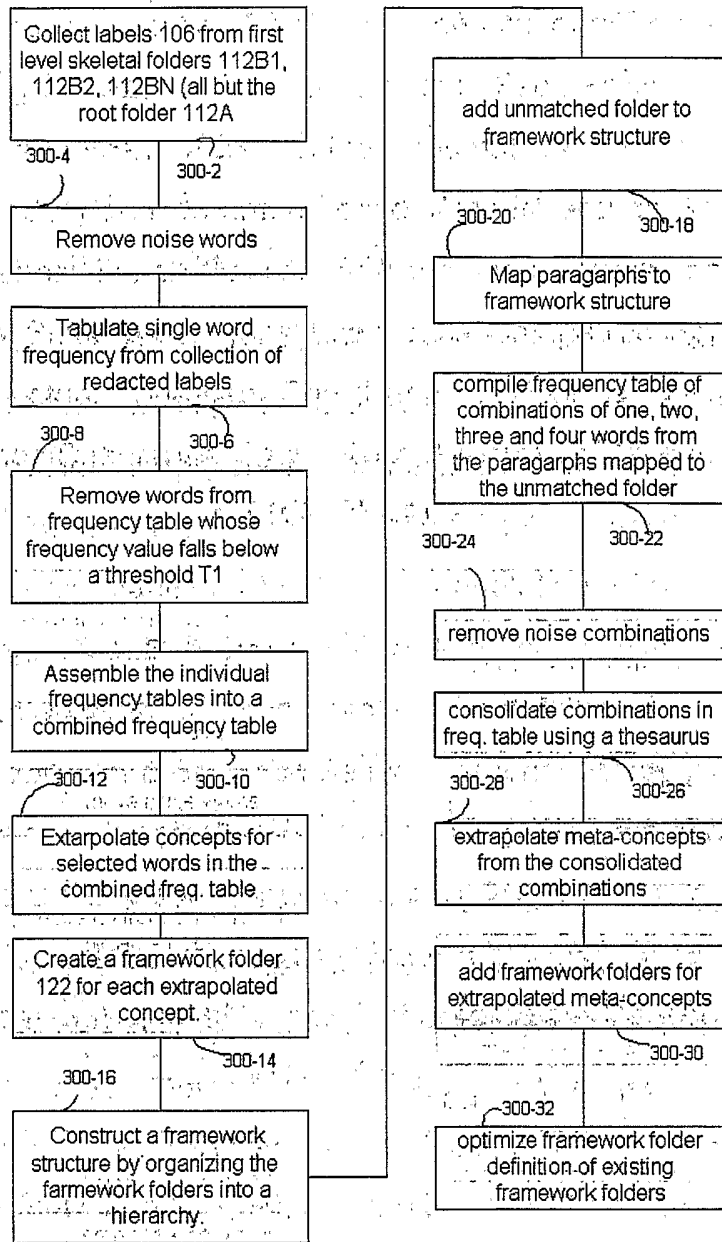 Collect labels 106 from first
level skeletal folders 112B1,
112B2, 112BN (all but the
root folder 112A
300-2
300-4
Remove noise words
Tabulate single word
frequency from collection of
redacted labels
300-6
300-8
Remove words from
frequency table whose
frequency value falls below
a threshold T1
Assemble the individual
frequency tables into a
combined frequency table
300-10
300-12
Extarpolate concepts for
selected words in the
combined freq. table
Create a framework folder
122 for each extrapolated
concept.
300-14
300-16
Construct a framework
structure by organizing the
farmework folders into a
hierarchy.
add unmatched folder to
framework structure
300-18
300-20
Map paragarphs to
framework structure
compile frequency table of
combinations of one, two,
three and four words from
the paragarphs mapped to
the unmatched folder
300-22
300-24
remove noise combinations
consolidate combinations in
freq. table using a thesaurus
300-26
300-28
extrapolate meta-concepts
from the consolidated
combinations
add framework folders for
extrapolated meta-concepts
300-30
300-32
optimize framework folder
definition of existing
framework folders